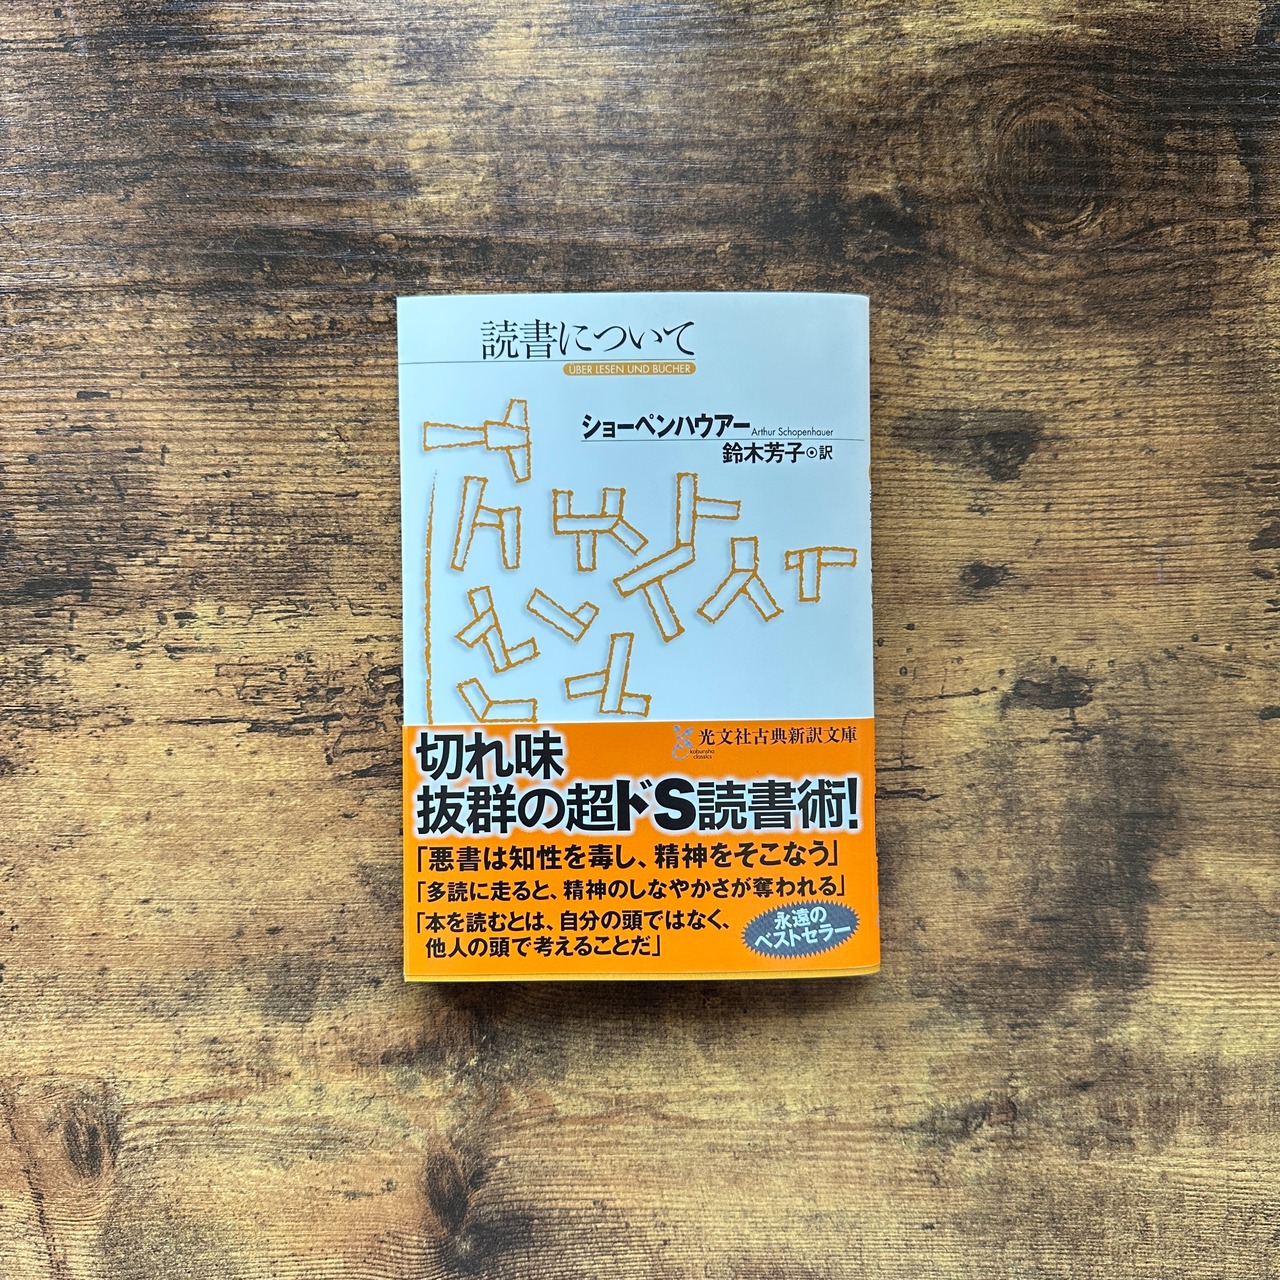 読書について
ÜBER LESEN UND BÜCHER
ショーペンハウアー Arthur Schopenhauer
鈴木芳子⦿訳
kobunsha classics
光文社古典新訳文庫
切れ味
抜群の超ドS読書術!
「悪書は知性を毒し、精神をそこなう」
「多読に走ると、精神のしなやかさが奪われる」
「本を読むとは、自分の頭ではなく、
他人の頭で考えることだ」
永遠の
ベストセラー